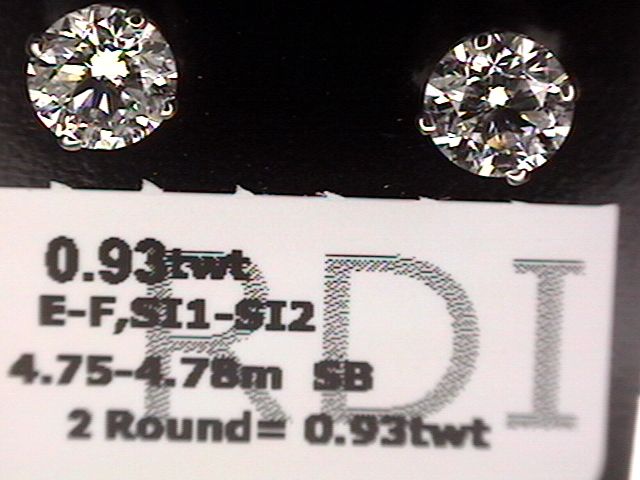 RDI
0.93twt
E-F,SI1-SI2
4.75-4.78m SB
2 Round= 0.93twt